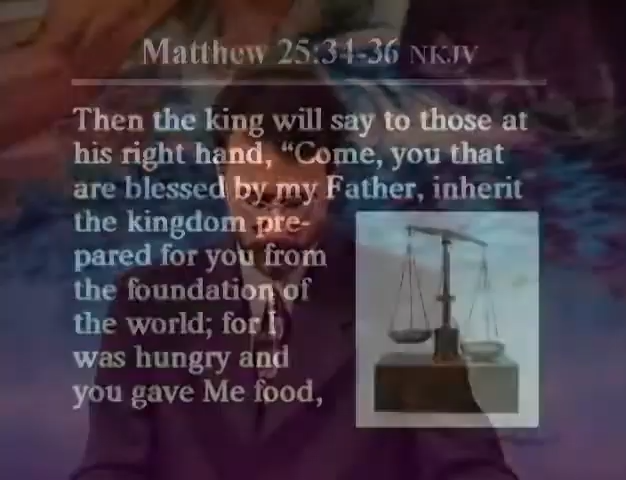 Matthew 25:34-36 NKJV
Then the king will say to those at
his right hand, “Come, you that
are blessed by my Father, inherit
the kingdom pre-
pared for you from
the foundation of
the world; for I
was hungry and
you gave Me food,